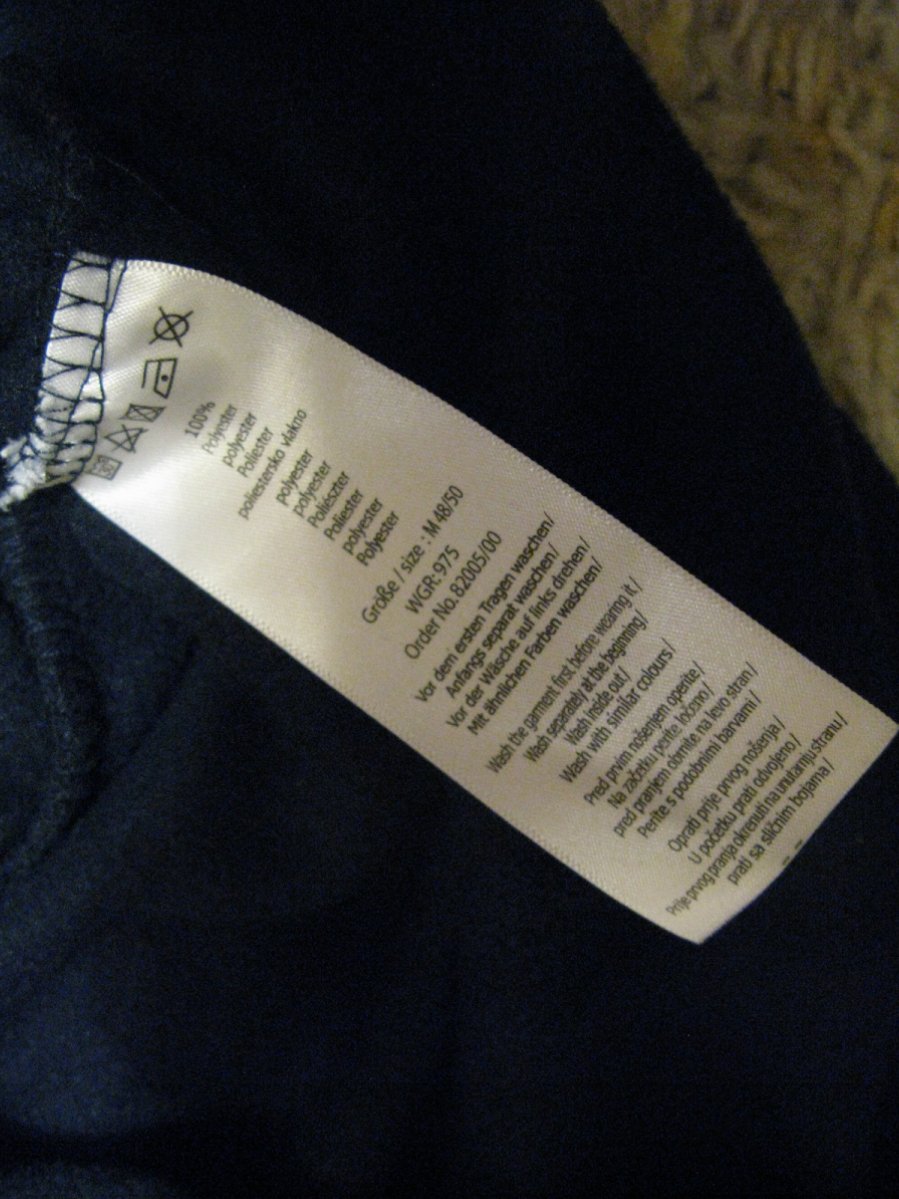 100%
Polyester
polyester
Poliester
poliestersko vlakno
polyester
polyester
Poliészter
Poliester
polyester
Polyester
Größe / size : M 48/50
WGR: 975
Order No.82005/00
Vor dem ersten Tragen waschen/
Anfangs separat waschen/
Vor der Wäsche auf links drehen/
Mit ähnlichen Farben waschen/
Wash the garment first before wearing it/
Wash separately at the beginning/
Wash inside out/
Wash with similar colours/
Pred prvim nošenjem operite/
Na začetku perite ločinn/
pred pranjem obrnite na levo stran/
Perite s podobnimi barvami/
Oprati prije prvog nošenja/
U početku prati odvojeno/
Prije prvog pranja okrenuti na unutarnju stranu/
prati sa sličnim bojama/